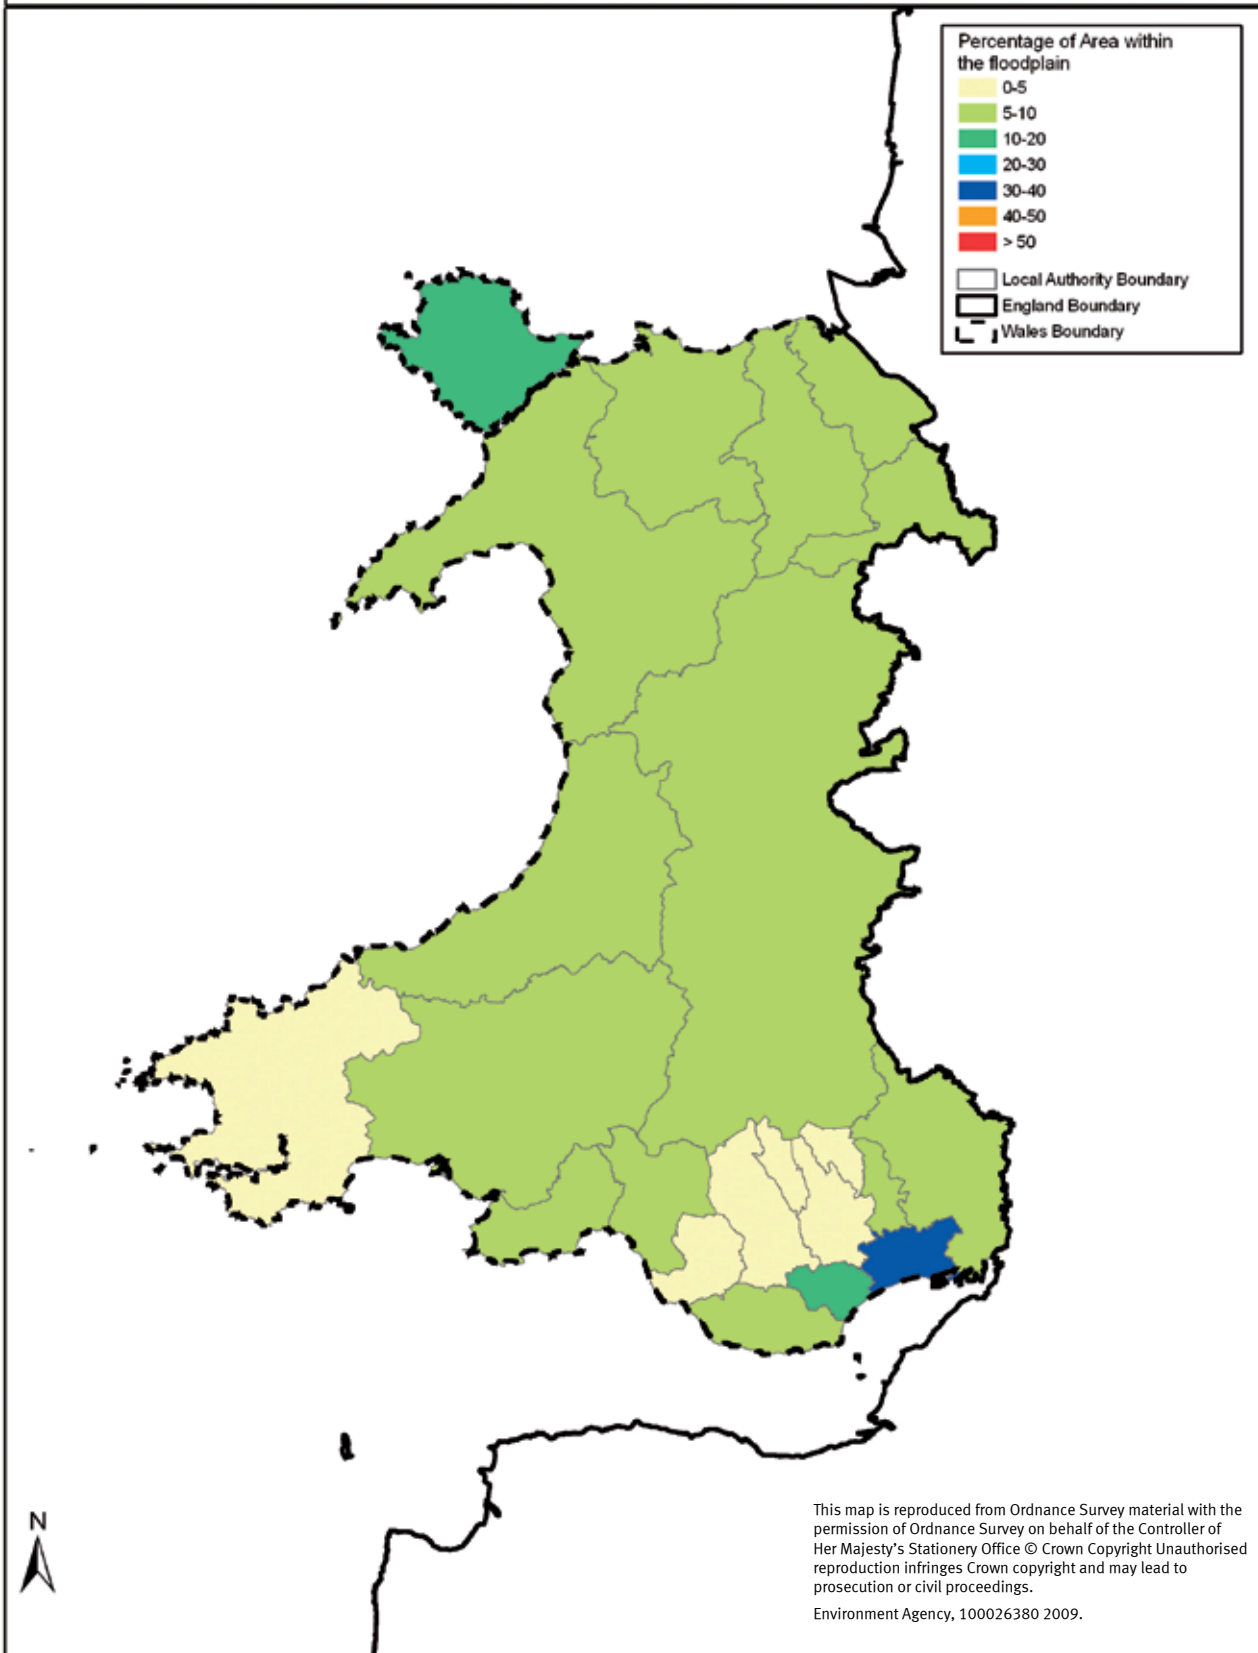 Percentage of Area within
the floodplain
0-5
5-10
10-20
20-30
30-40
40-50
> 50
Local Authority Boundary
England Boundary
Wales Boundary
N
This map is reproduced from Ordnance Survey material with the
permission of Ordnance Survey on behalf of the Controller of
Her Majesty’s Stationery Office © Crown Copyright Unauthorised
reproduction infringes Crown copyright and may lead to
prosecution or civil proceedings.
Environment Agency, 100026380 2009.